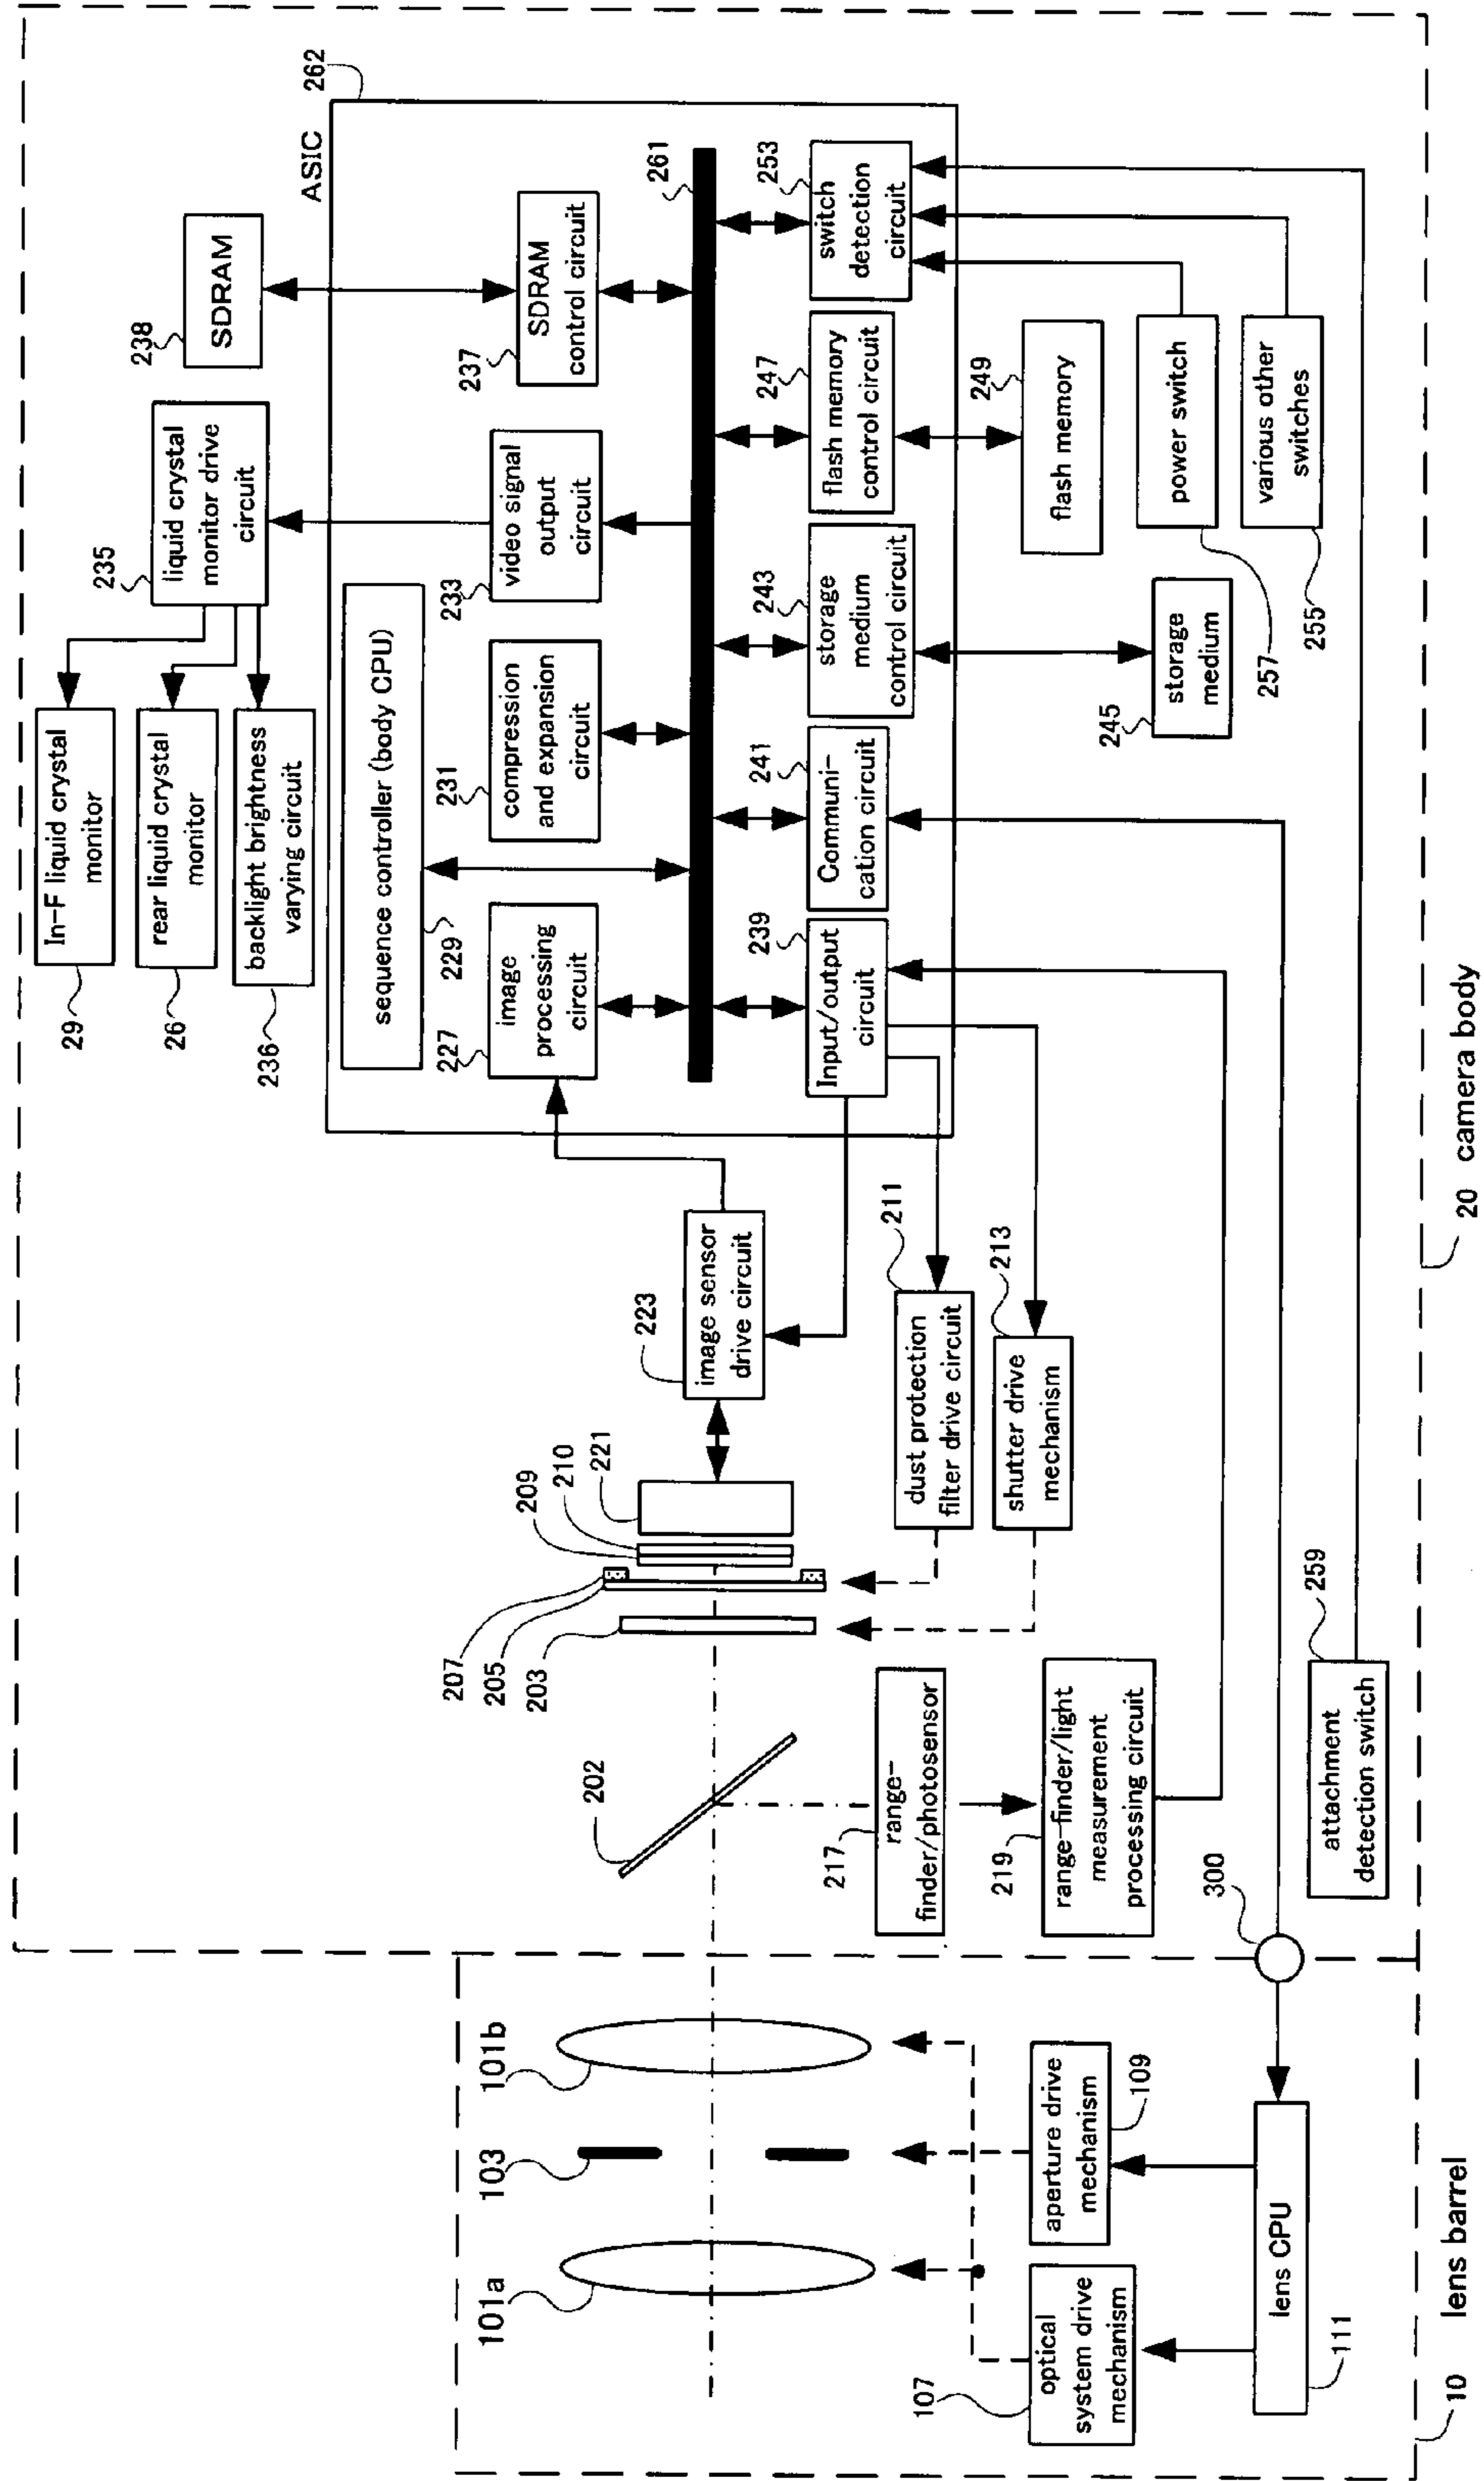 In-F liquid crystal
monitor
29
rear liquid crystal
monitor
26
backlight brightness
varying circuit
236
235
liquid crystal
monitor drive
circuit
238
SDRAM
ASIC
262
sequence controller (body CPU)
229
227
image
processing
circuit
231
compression
and expansion
circuit
233
video signal
output
circuit
237
SDRAM
control circuit
261
239
Input/output
circuit
241
Communi-
cation circuit
243
storage
medium
control circuit
247
flash memory
control circuit
253
switch
detection
circuit
245
storage
medium
249
flash memory
257
power switch
255
various other
switches
223
image sensor
drive circuit
207
205
203
209
210
221
211
dust protection
filter drive circuit
213
shutter drive
mechanism
202
217
range-
finder/photosensor
219
range-finder/light
measurement
processing circuit
259
attachment
detection switch
300
101a
103
101b
107
optical
system drive
mechanism
aperture drive
mechanism
109
lens CPU
111
10 lens barrel
20 camera body